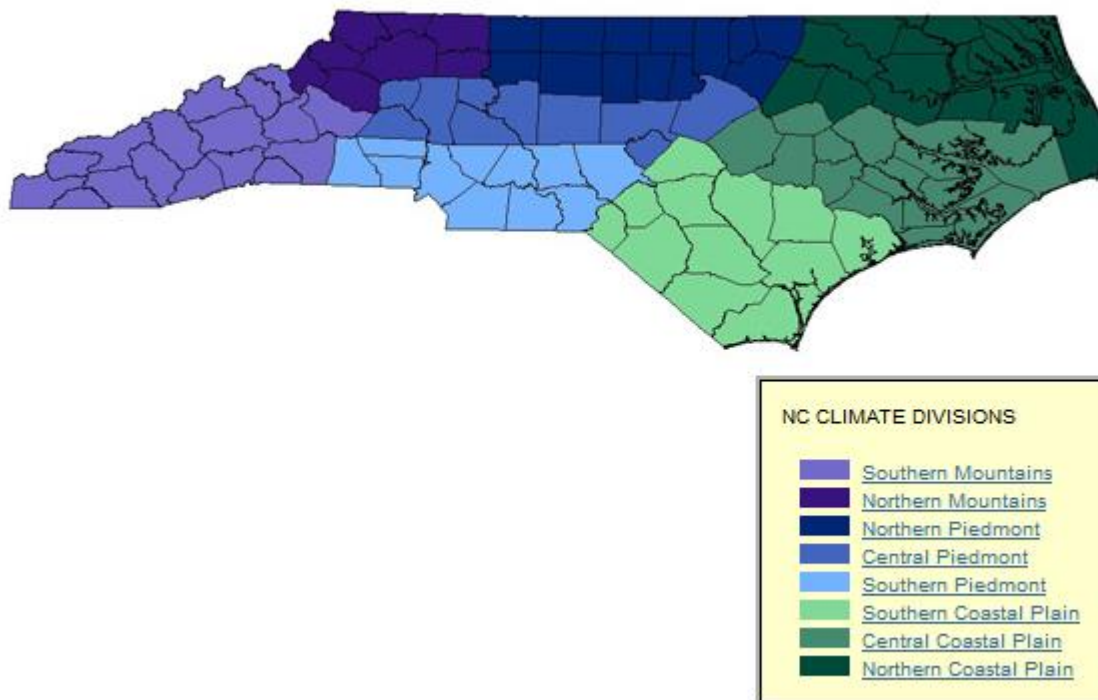 NC CLIMATE DIVISIONS
Southern Mountains
Northern Mountains
Northern Piedmont
Central Piedmont
Southern Piedmont
Southern Coastal Plain
Central Coastal Plain
Northern Coastal Plain